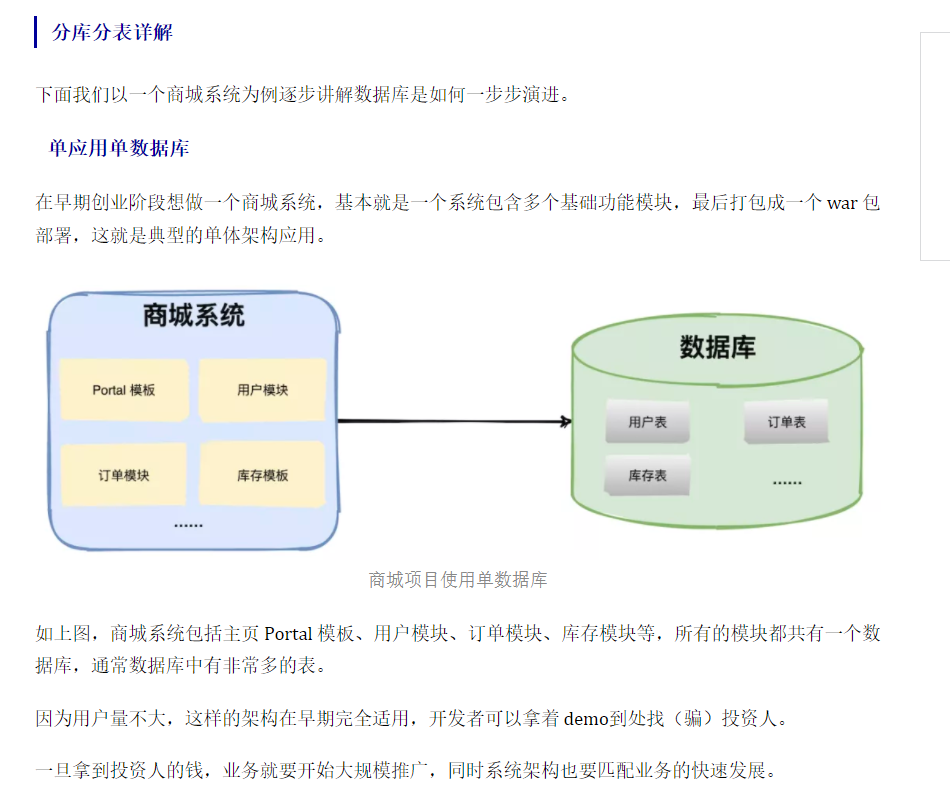 分库分表详解
下面我们以一个商城系统为例逐步讲解数据库是如何一步步演进。
单应用单数据库
在早期创业阶段想做一个商城系统，基本就是一个系统包含多个基础功能模块，最后打包成一个 war 包
部署，这就是典型的单体架构应用。
商城系统
Portal 模板
用户模块
订单模块
库存模板
......
数据库
用户表
订单表
库存表
......
商城项目使用单数据库
如上图，商城系统包括主页 Portal 模板、用户模块、订单模块、库存模块等，所有的模块都共有一个数
据库，通常数据库中有非常多的表。
因为用户量不大，这样的架构在早期完全适用，开发者可以拿着 demo到处找（骗）投资人。
一旦拿到投资人的钱，业务就要开始大规模推广，同时系统架构也要匹配业务的快速发展。